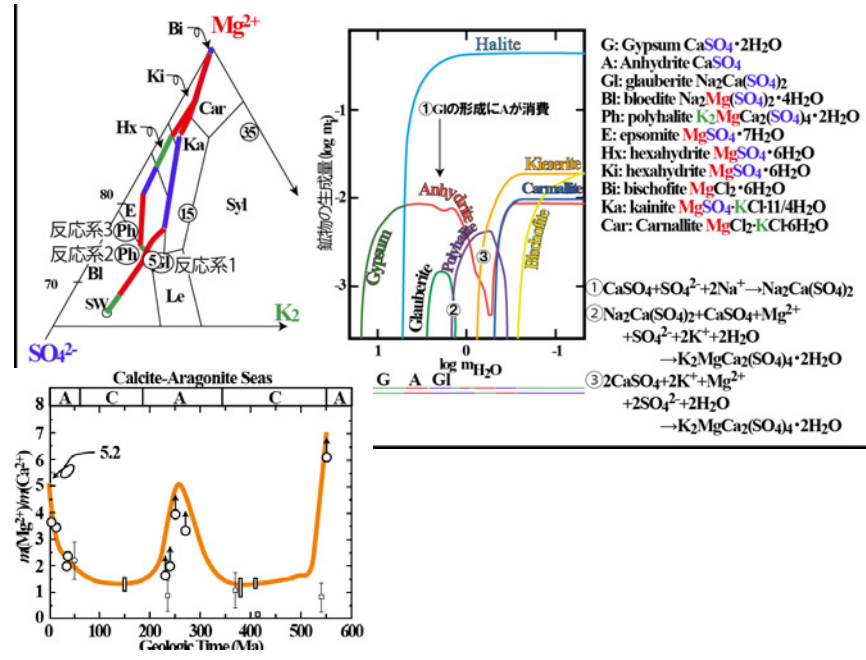 Bi
Mg2+
Ki
Car
Hx
Ka
35
80
E
15
Syl
反応系3
Ph
反応系2
Ph
5
Gl
反応系1
70
Bl
SW
Le
K2
SO42-
鉱物の生成量(log mi)
-1
-2
-3
Halite
①Glの形成にAが消費
Kieserite
Anhydrite
Carnallite
Gypsum
Polyhalite
Bischofite
③
Glauberite
②
1
0
-1
log mH2O
G A Gl
G: Gypsum CaSO4•2H2O
A: Anhydrite CaSO4
Gl: glauberite Na2Ca(SO4)2
Bl: bloedite Na2Mg(SO4)2•4H2O
Ph: polyhalite K2MgCa2(SO4)4•2H2O
E: epsomite MgSO4•7H2O
Hx: hexahydrite MgSO4•6H2O
Ki: hexahydrite MgSO4•6H2O
Bi: bischofite MgCl2•6H2O
Ka: kainite MgSO4•KCl•11/4H2O
Car: Carnallite MgCl2•KCl•6H2O
①CaSO4+SO42-+2Na+→Na2Ca(SO4)2
②Na2Ca(SO4)2+CaSO4+Mg2+
+SO42-+2K++2H2O
→K2MgCa2(SO4)4•2H2O
③2CaSO4+2K++Mg2+
+2SO42-+2H2O
→K2MgCa2(SO4)4•2H2O
Calcite-Aragonite Seas
A C A C A
8
7
6
5
4
3
2
1
0
5.2
m(Mg2+)/m(Ca2+)
0 100 200 300 400 500 600
Geologic Time (Ma)